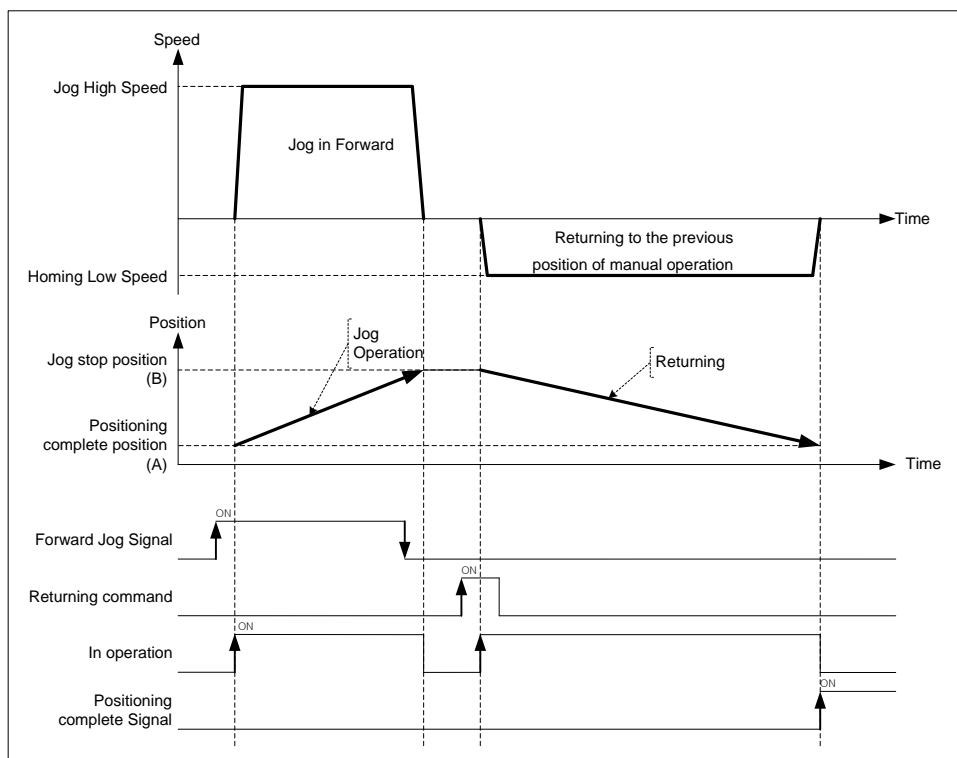 Speed
Jog High Speed
Jog in Forward
Time
Returning to the previous
position of manual operation
Homing Low Speed
Position
Jog
Operation
Jog stop position
(B)
Returning
Positioning
complete position
(A)
Time
ON
Forward Jog Signal
ON
Returning command
ON
In operation
ON
Positioning
complete Signal